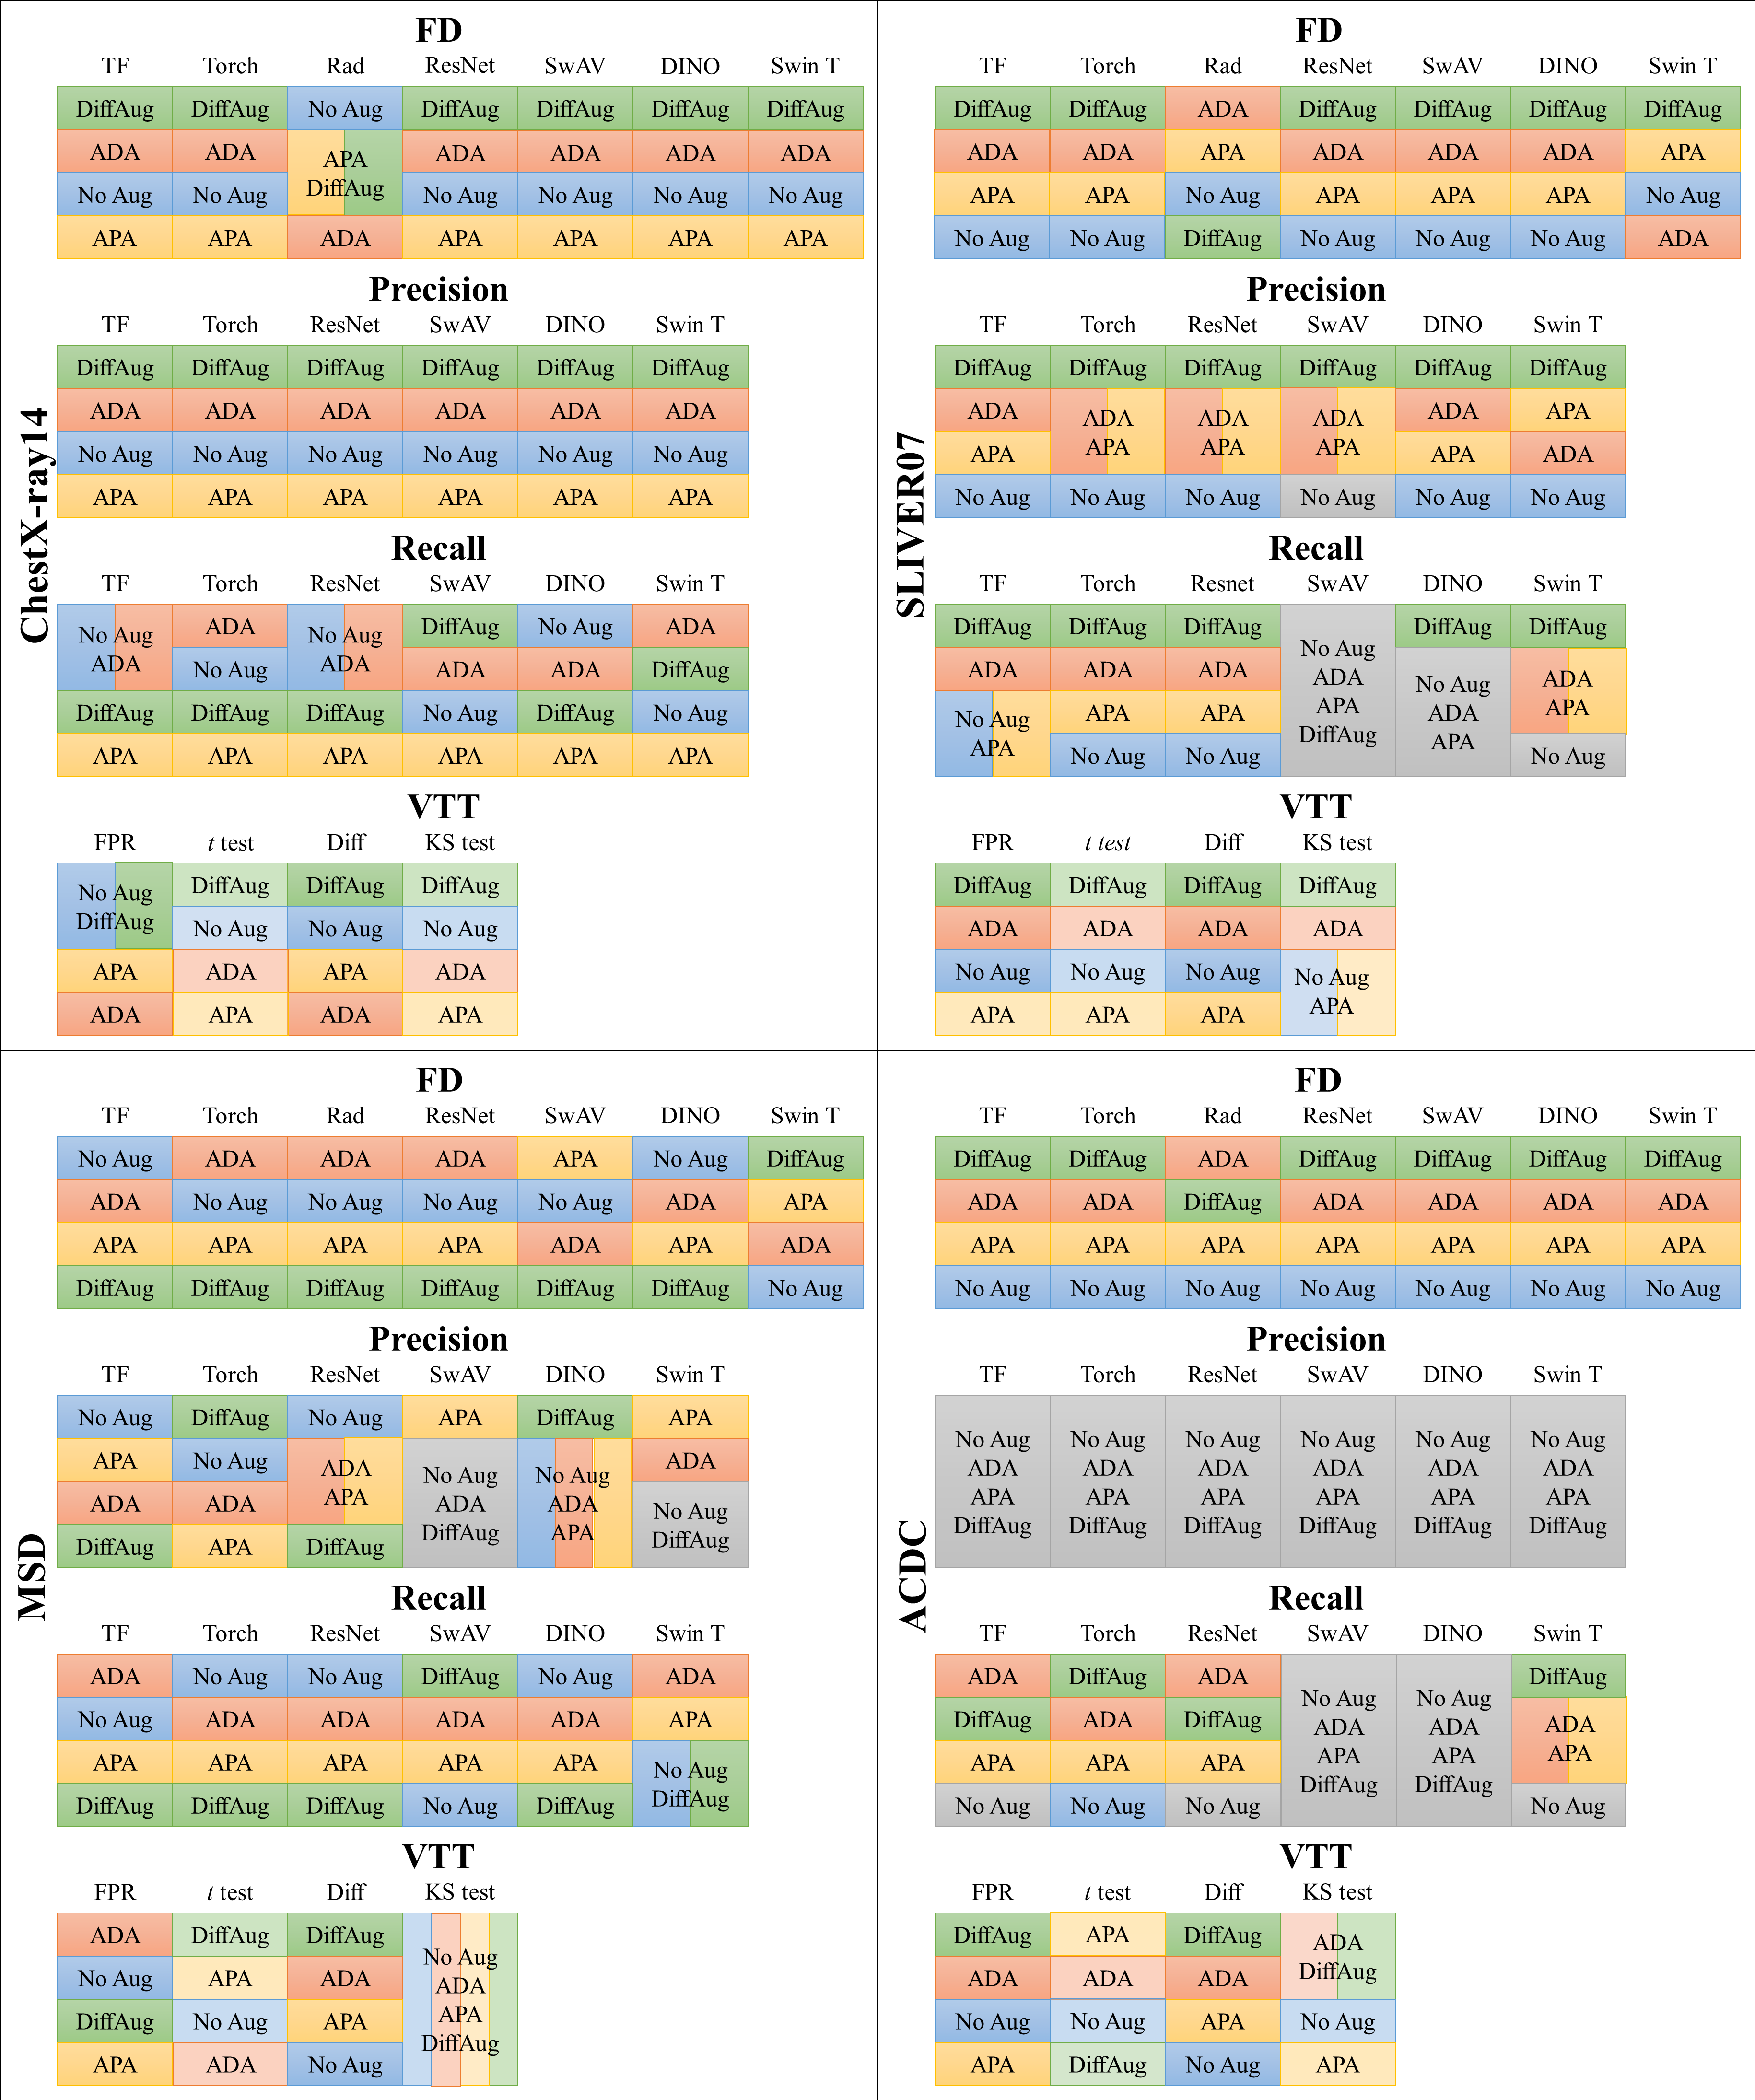 ChestX-ray14
FD
TF Torch Rad ResNet SwAV DINO Swin T
DiffAug DiffAug No Aug DiffAug DiffAug DiffAug DiffAug
ADA ADA APA DiffAug ADA ADA ADA ADA
No Aug No Aug No Aug No Aug No Aug No Aug
APA APA ADA APA APA APA APA
Precision
TF Torch ResNet SwAV DINO Swin T
DiffAug DiffAug DiffAug DiffAug DiffAug DiffAug
ADA ADA ADA ADA ADA ADA
No Aug No Aug No Aug No Aug No Aug No Aug
APA APA APA APA APA APA
Recall
TF Torch ResNet SwAV DINO Swin T
No Aug ADA ADA No Aug ADA DiffAug No Aug ADA
No Aug ADA ADA DiffAug
DiffAug DiffAug DiffAug No Aug DiffAug No Aug
APA APA APA APA APA APA
VTT
FPR t test Diff KS test
No Aug DiffAug DiffAug DiffAug DiffAug
No Aug No Aug No Aug
APA ADA APA ADA
ADA APA ADA APA
SLIVER07
FD
TF Torch Rad ResNet SwAV DINO Swin T
DiffAug DiffAug ADA DiffAug DiffAug DiffAug DiffAug
ADA ADA APA ADA ADA ADA APA
APA APA No Aug APA APA APA No Aug
No Aug No Aug DiffAug No Aug No Aug No Aug ADA
Precision
TF Torch ResNet SwAV DINO Swin T
DiffAug DiffAug DiffAug DiffAug DiffAug DiffAug
ADA ADA APA ADA APA ADA APA ADA APA
APA APA ADA
No Aug No Aug No Aug No Aug No Aug No Aug
Recall
TF Torch Resnet SwAV DINO Swin T
DiffAug DiffAug DiffAug No Aug ADA APA DiffAug DiffAug DiffAug
ADA ADA ADA No Aug ADA APA ADA APA
No Aug APA APA APA
No Aug No Aug No Aug
VTT
FPR t test Diff KS test
DiffAug DiffAug DiffAug DiffAug
ADA ADA ADA ADA
No Aug No Aug No Aug No Aug APA
APA APA APA
MSD
FD
TF Torch Rad ResNet SwAV DINO Swin T
No Aug ADA ADA ADA APA No Aug DiffAug
ADA No Aug No Aug No Aug No Aug ADA APA
APA APA APA APA ADA APA ADA
DiffAug DiffAug DiffAug DiffAug DiffAug DiffAug No Aug
Precision
TF Torch ResNet SwAV DINO Swin T
No Aug DiffAug No Aug APA DiffAug APA
APA No Aug ADA APA No Aug ADA DiffAug No Aug ADA APA ADA
ADA ADA No Aug DiffAug
DiffAug APA DiffAug
Recall
TF Torch ResNet SwAV DINO Swin T
ADA No Aug No Aug DiffAug No Aug ADA
No Aug ADA ADA ADA ADA APA
APA APA APA APA APA No Aug DiffAug
DiffAug DiffAug DiffAug No Aug DiffAug
VTT
FPR t test Diff KS test
ADA DiffAug DiffAug No Aug ADA APA DiffAug
No Aug APA ADA
DiffAug No Aug APA
APA ADA No Aug
ACDC
FD
TF Torch Rad ResNet SwAV DINO Swin T
DiffAug DiffAug ADA DiffAug DiffAug DiffAug DiffAug
ADA ADA DiffAug ADA ADA ADA ADA
APA APA APA APA APA APA APA
No Aug No Aug No Aug No Aug No Aug No Aug No Aug
Precision
TF Torch ResNet SwAV DINO Swin T
No Aug No Aug No Aug No Aug No Aug No Aug
ADA ADA ADA ADA ADA ADA
APA APA APA APA APA APA
DiffAug DiffAug DiffAug DiffAug DiffAug DiffAug
Recall
TF Torch ResNet SwAV DINO Swin T
ADA DiffAug ADA No Aug ADA APA DiffAug No Aug ADA APA DiffAug DiffAug
DiffAug ADA DiffAug ADA APA
APA APA APA
No Aug No Aug No Aug No Aug
VTT
FPR t test Diff KS test
DiffAug APA DiffAug ADA DiffAug
ADA ADA ADA
No Aug No Aug APA No Aug
APA DiffAug No Aug APA